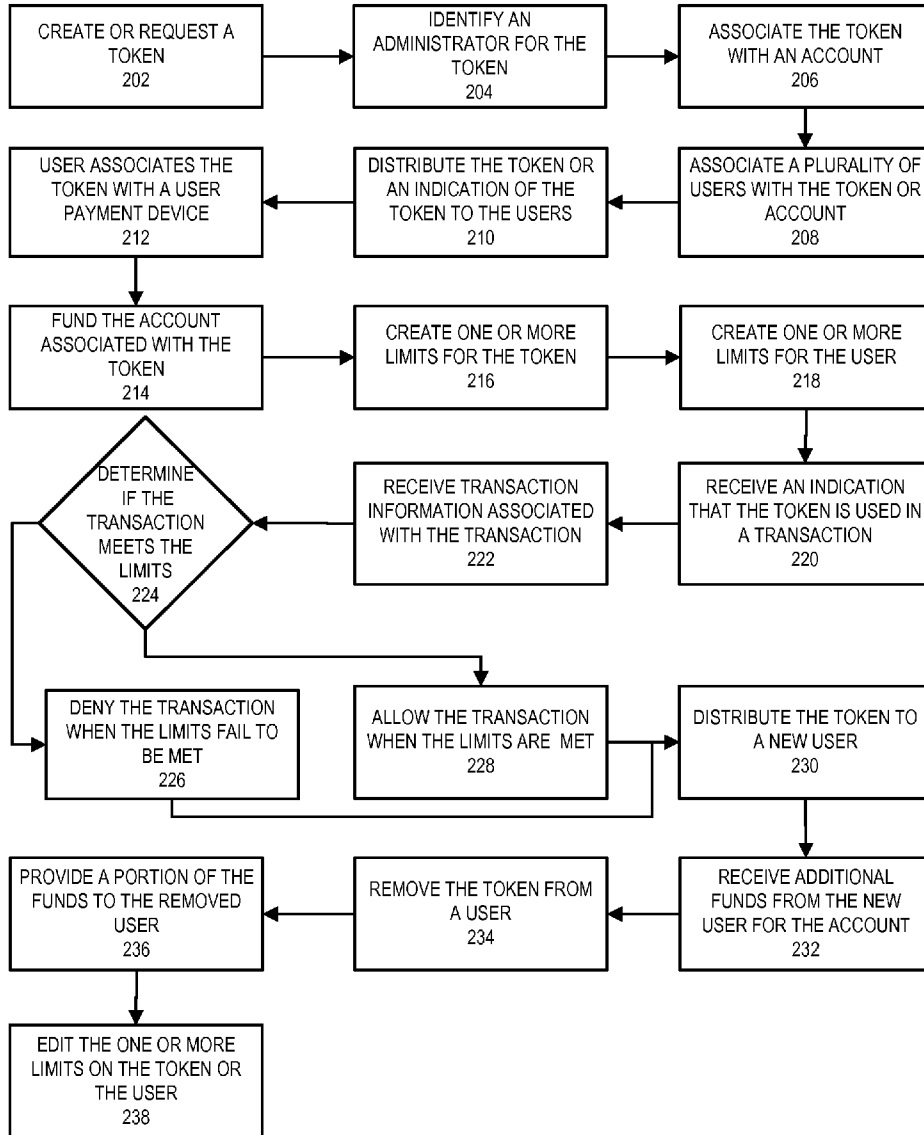 CREATE OR REQUEST A
TOKEN
202
IDENTIFY AN
ADMINISTRATOR FOR THE
TOKEN
204
ASSOCIATE THE TOKEN
WITH AN ACCOUNT
206
ASSOCIATE A PLURALITY OF
USERS WITH THE TOKEN OR
ACCOUNT
208
DISTRIBUTE THE TOKEN OR
AN INDICATION OF THE
TOKEN TO THE USERS
210
USER ASSOCIATES THE
TOKEN WITH A USER
PAYMENT DEVICE
212
FUND THE ACCOUNT
ASSOCIATED WITH THE
TOKEN
214
CREATE ONE OR MORE
LIMITS FOR THE TOKEN
216
CREATE ONE OR MORE
LIMITS FOR THE USER
218
RECEIVE AN INDICATION
THAT THE TOKEN IS USED IN
A TRANSACTION
220
RECEIVE TRANSACTION
INFORMATION ASSOCIATED
WITH THE TRANSACTION
222
DETERMINE
IF THE
TRANSACTION
MEETS THE
LIMITS
224
DENY THE TRANSACTION
WHEN THE LIMITS FAIL TO
BE MET
226
ALLOW THE TRANSACTION
WHEN THE LIMITS ARE MET
228
DISTRIBUTE THE TOKEN TO
A NEW USER
230
RECEIVE ADDITIONAL
FUNDS FROM THE NEW
USER FOR THE ACCOUNT
232
REMOVE THE TOKEN FROM
A USER
234
PROVIDE A PORTION OF THE
FUNDS TO THE REMOVED
USER
236
EDIT THE ONE OR MORE
LIMITS ON THE TOKEN OR
THE USER
238